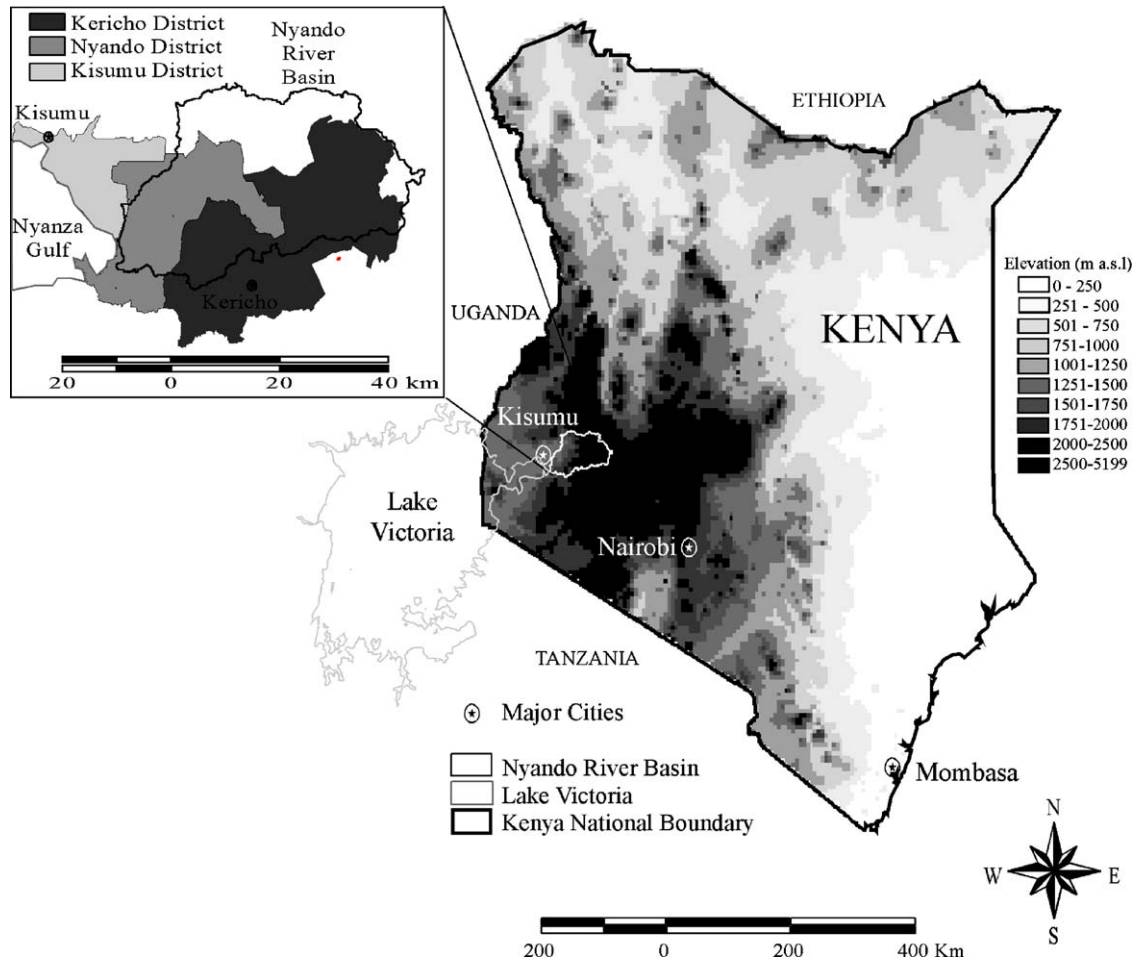 Kericho District
Nyando District
Kisumu District
Nyando
River
Basin
Kisumu
Nyanza
Gulf
Kericho
20 0 20 40 km
ETHIOPIA
UGANDA
KENYA
Elevation (m a.s.l)
0 - 250
251 - 500
501 - 750
751-1000
1001-1250
1251-1500
1501-1750
1751-2000
2000-2500
2500-5199
Kisumu
Lake
Victoria
Nairobi
TANZANIA
Major Cities
Nyando River Basin
Lake Victoria
Kenya National Boundary
Mombasa
N
W E
S
200 0 200 400 Km